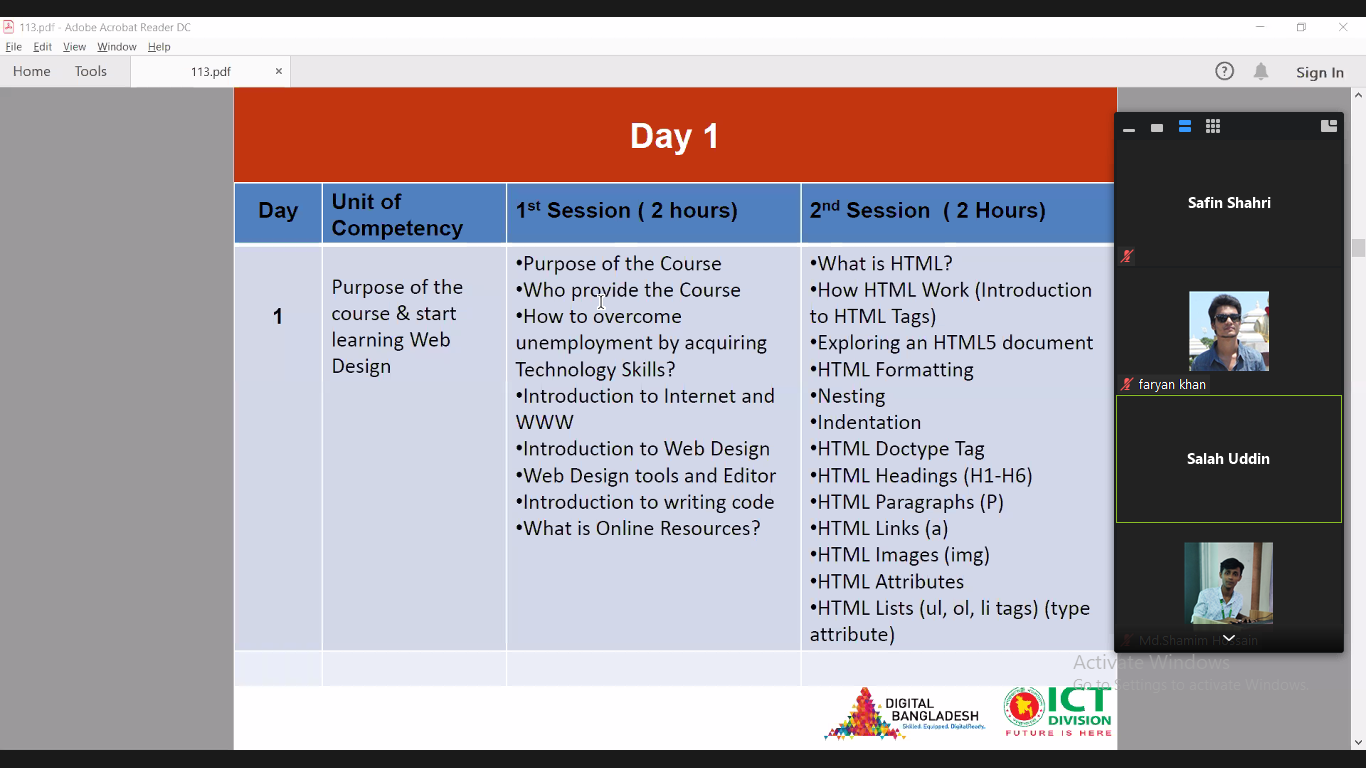 113.pdf - Adobe Acrobat Reader DC
File Edit View Window Help
Home Tools 113.pdf × Sign In
Day 1
Day
Unit of
Competency
1st Session ( 2 hours)
2nd Session ( 2 Hours)
1
Purpose of the
course & start
learning Web
Design
•Purpose of the Course
•Who provide the Course
•How to overcome
unemployment by acquiring
Technology Skills?
•Introduction to Internet and
WWW
•Introduction to Web Design
•Web Design tools and Editor
•Introduction to writing code
•What is Online Resources?
•What is HTML?
•How HTML Work (Introduction
to HTML Tags)
•Exploring an HTML5 document
•HTML Formatting
•Nesting
•Indentation
•HTML Doctype Tag
•HTML Headings (H1-H6)
•HTML Paragraphs (P)
•HTML Links (a)
•HTML Images (img)
•HTML Attributes
•HTML Lists (ul, ol, li tags) (type
attribute)
Safin Shahri
faryan khan
Salah Uddin
Md.Shamim Hossain
Activate Windows
Go to Settings to activate Windows.
DIGITAL
BANGLADESH
Skilled. Equipped. DigitalReady.
ICT
DIVISION
FUTURE IS HERE